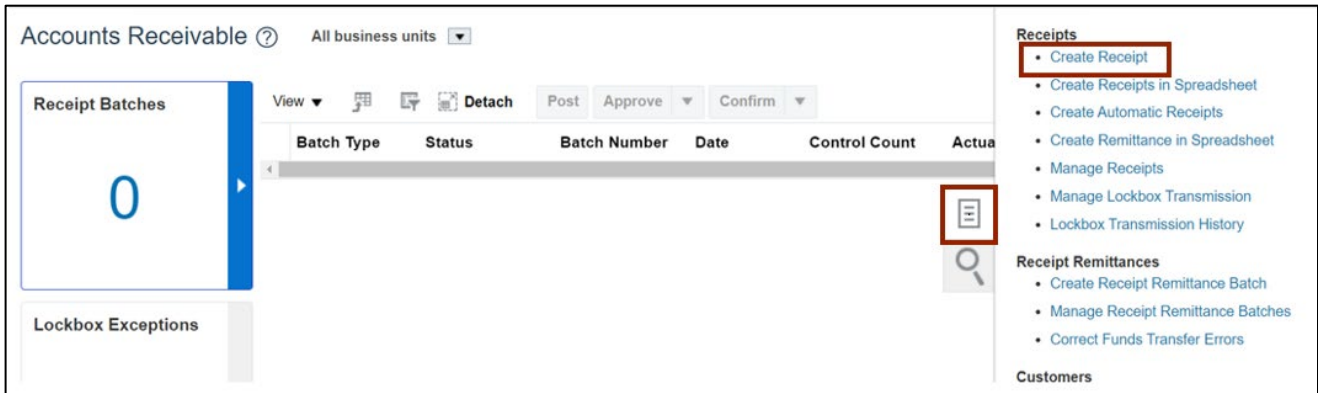 Accounts Receivable All business units
Receipt Batches
0
Lockbox Exceptions
View Detach Post Approve Confirm
Batch Type Status Batch Number Date Control Count Actua
Receipts
• Create Receipt
• Create Receipts in Spreadsheet
• Create Automatic Receipts
• Create Remittance in Spreadsheet
• Manage Receipts
• Manage Lockbox Transmission
• Lockbox Transmission History
Receipt Remittances
• Create Receipt Remittance Batch
• Manage Receipt Remittance Batches
• Correct Funds Transfer Errors
Customers